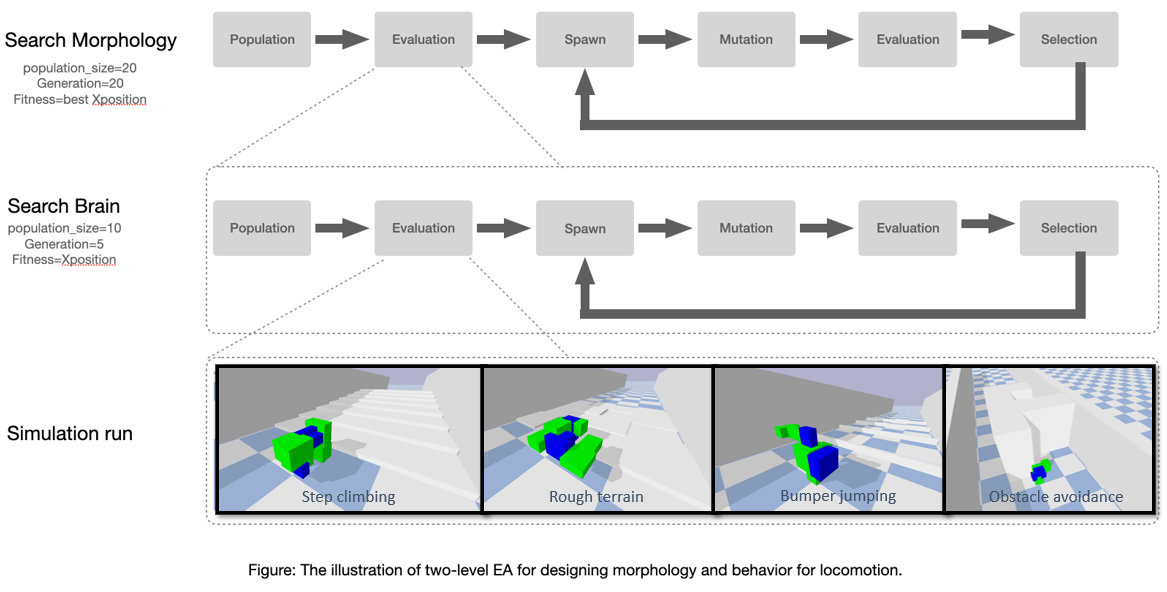 Search Morphology
population_size=20
Generation=20
Fitness=best Xposition
Population
Evaluation
Spawn
Mutation
Evaluation
Selection
Search Brain
population_size=10
Generation=5
Fitness=Xposition
Population
Evaluation
Spawn
Mutation
Evaluation
Selection
Simulation run
Step climbing
Rough terrain
Bumper jumping
Obstacle avoidance
Figure: The illustration of two-level EA for designing morphology and behavior for locomotion.